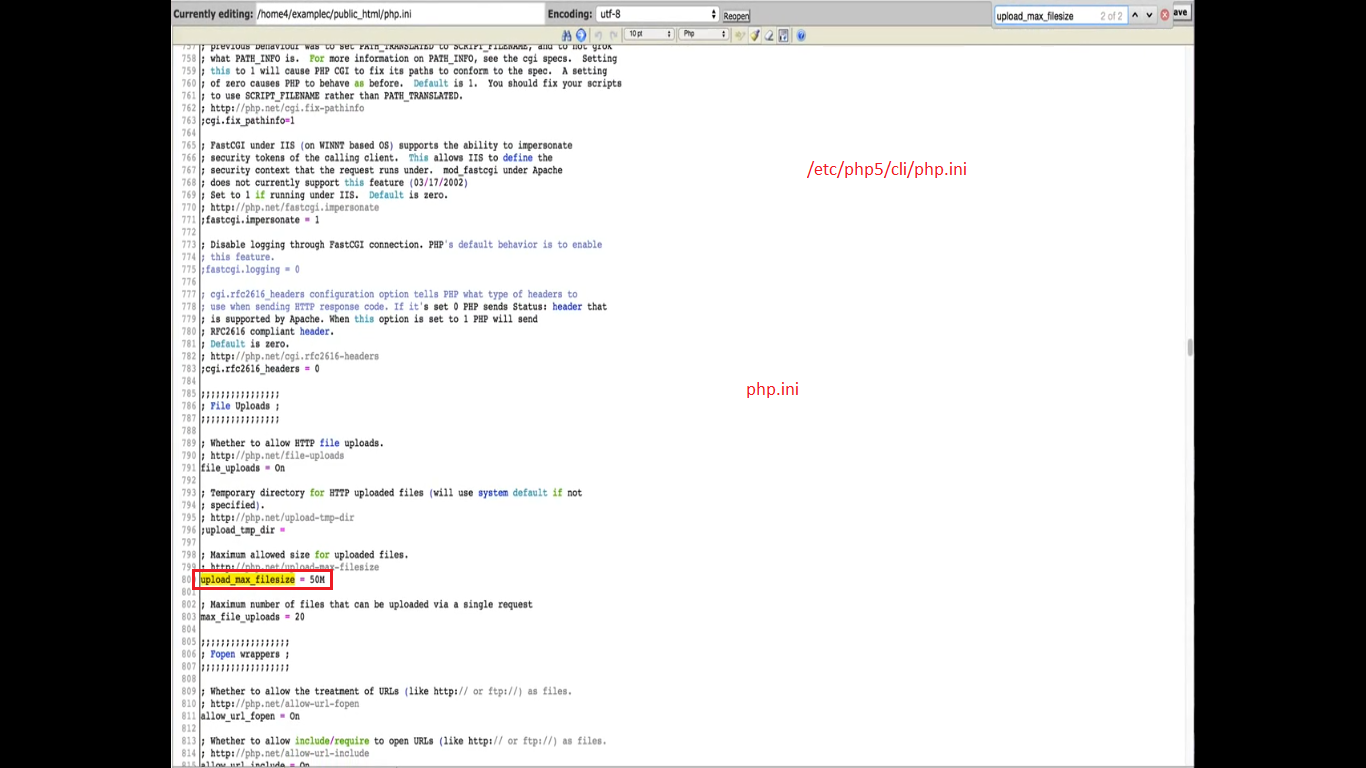 Currently editing: /home4/examplec/public_html/php.ini Encoding: utf-8 Reopen upload_max_filesize 2 of 2 ave
10 pt Php
757 ; previous behaviour was to set PATH_TRANSLATED to SCRIPT_FILENAME, and to not grok
758 ; what PATH_INFO is.  For more information on PATH_INFO, see the cgi specs.  Setting
759 ; this to 1 will cause PHP CGI to fix its paths to conform to the spec.  A setting
760 ; of zero causes PHP to behave as before.  Default is 1.  You should fix your scripts
761 ; to use SCRIPT_FILENAME rather than PATH_TRANSLATED.
762 ; http://php.net/cgi.fix-pathinfo
763 ;cgi.fix_pathinfo=1
764
765 ; FastCGI under IIS (on WINNT based OS) supports the ability to impersonate
766 ; security tokens of the calling client.  This allows IIS to define the
767 ; security context that the request runs under.  mod_fastcgi under Apache
768 ; does not currently support this feature (03/17/2002)
769 ; Set to 1 if running under IIS.  Default is zero.
770 ; http://php.net/fastcgi.impersonate
771 ;fastcgi.impersonate = 1
772
773 ; Disable logging through FastCGI connection. PHP's default behavior is to enable
774 ; this feature.
775 ;fastcgi.logging = 0
776
777 ; cgi.rfc2616_headers configuration option tells PHP what type of headers to
778 ; use when sending HTTP response code. If it's set 0 PHP sends Status: header that
779 ; is supported by Apache. When this option is set to 1 PHP will send
780 ; RFC2616 compliant header.
781 ; Default is zero.
782 ; http://php.net/cgi.rfc2616-headers
783 ;cgi.rfc2616_headers = 0
784
785 ;;;;;;;;;;;;;;;;
786 ; File Uploads ;
787 ;;;;;;;;;;;;;;;;
788
789 ; Whether to allow HTTP file uploads.
790 ; http://php.net/file-uploads
791 file_uploads = On
792
793 ; Temporary directory for HTTP uploaded files (will use system default if not
794 ; specified).
795 ; http://php.net/upload-tmp-dir
796 ;upload_tmp_dir =
797
798 ; Maximum allowed size for uploaded files.
799 ; http://php.net/upload-max-filesize
80 upload_max_filesize = 50M
801
802 ; Maximum number of files that can be uploaded via a single request
803 max_file_uploads = 20
804
805 ;;;;;;;;;;;;;;;;;;
806 ; Fopen wrappers ;
807 ;;;;;;;;;;;;;;;;;;
808
809 ; Whether to allow the treatment of URLs (like http:// or ftp://) as files.
810 ; http://php.net/allow-url-fopen
811 allow_url_fopen = On
812
813 ; Whether to allow include/require to open URLs (like http:// or ftp://) as files.
814 ; http://php.net/allow-url-include
815 allow_url_include = On
/etc/php5/cli/php.ini
php.ini